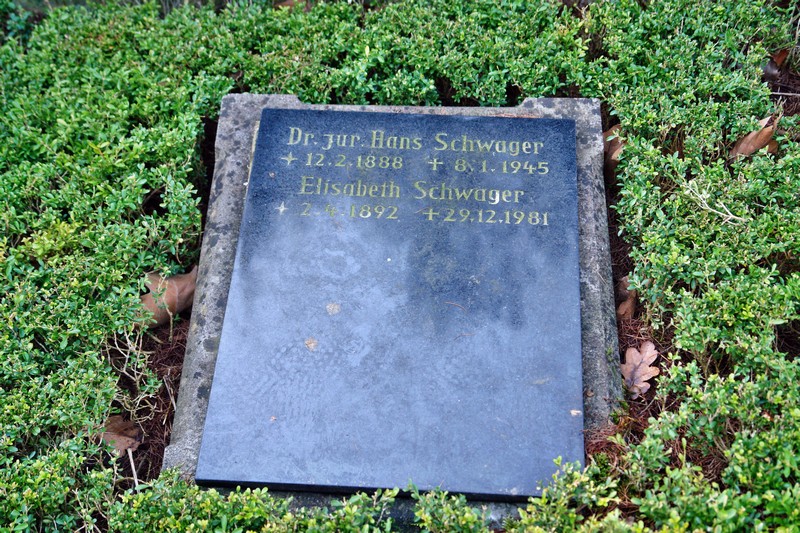 Dr. jur. Hans Schwager
✶ 12.2.1888 ✝ 8.1.1945
Elisabeth Schwager
✶ 2.4.1892 ✝ 29.12.1981